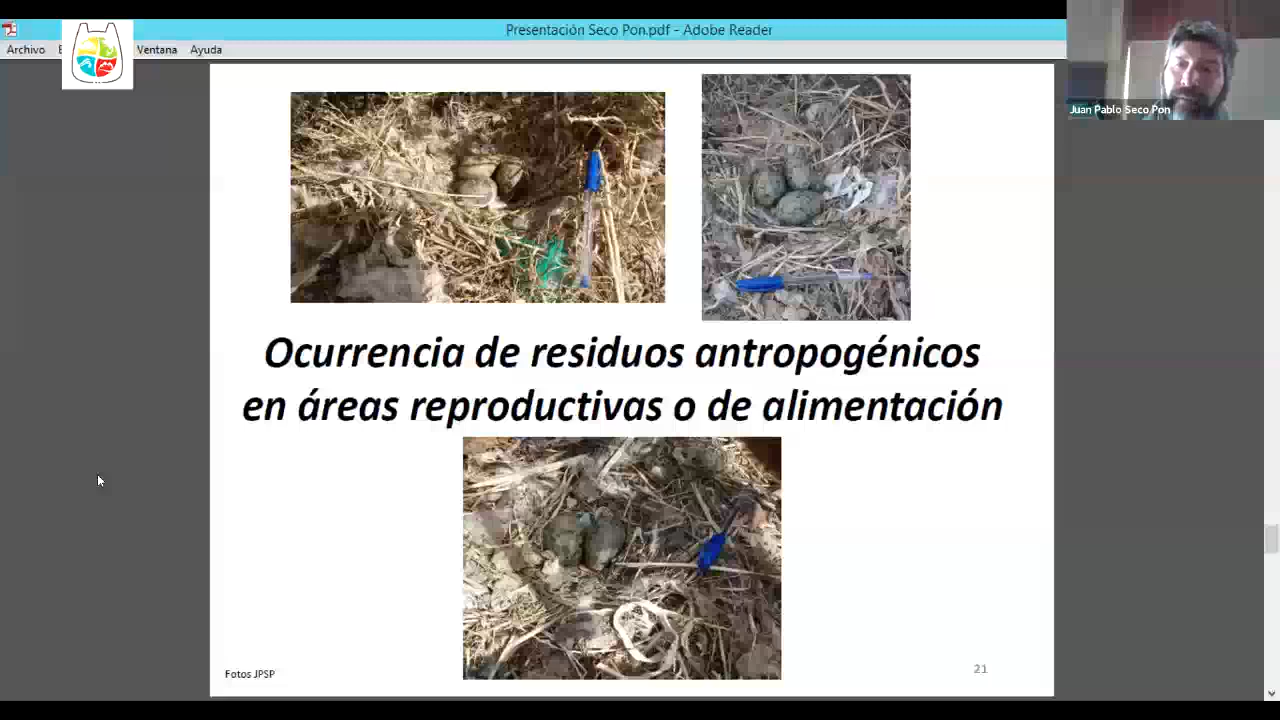 Presentación Seco Pon.pdf - Adobe Reader
Archivo
Ventana
Ayuda
Juan Pablo Seco Pon
Ocurrencia de residuos antropogénicos
en áreas reproductivas o de alimentación
Fotos JPSP
21